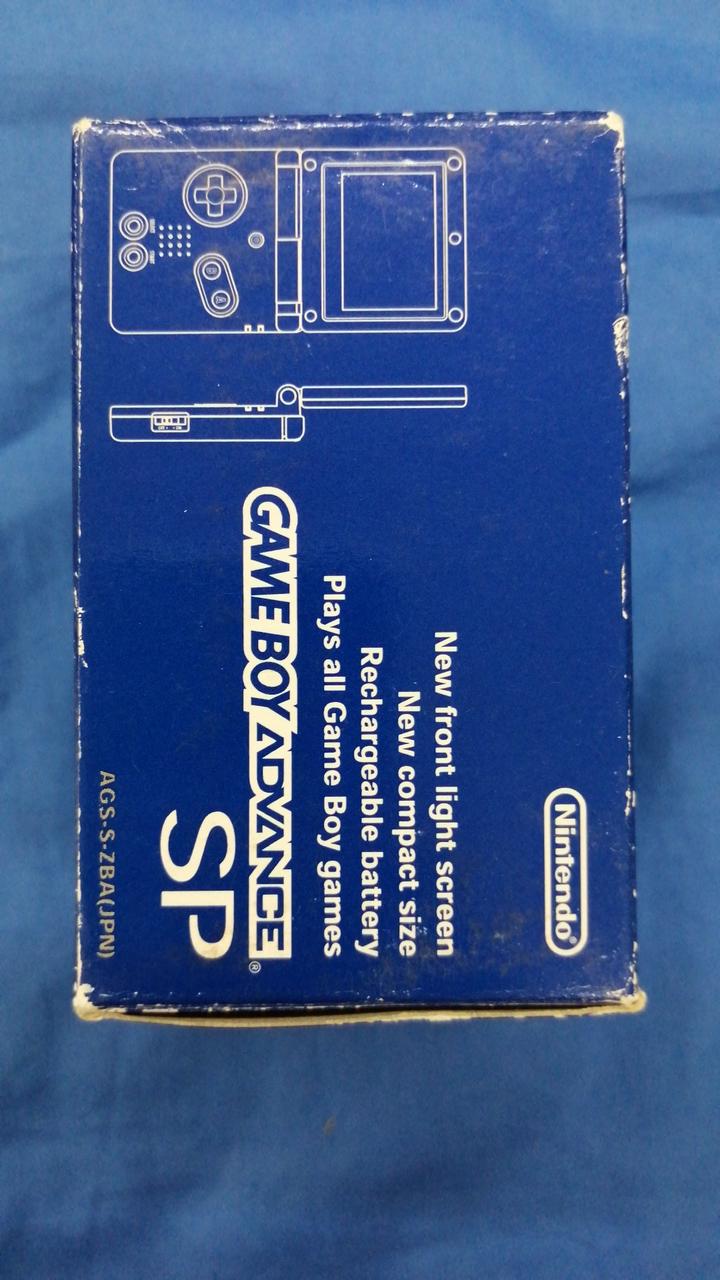 Nintendo®
New front light screen
New compact size
Rechargeable battery
Plays all Game Boy games
GAME BOY ADVANCE
SP®
AGS-S-ZBA(JPN)